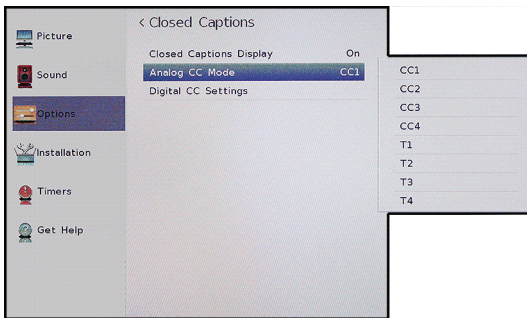 < Closed Captions
Picture
Sound
Options
Installation
Timers
Get Help
Closed Captions Display On
Analog CC Mode CC1
Digital CC Settings
CC1
CC2
CC3
CC4
T1
T2
T3
T4